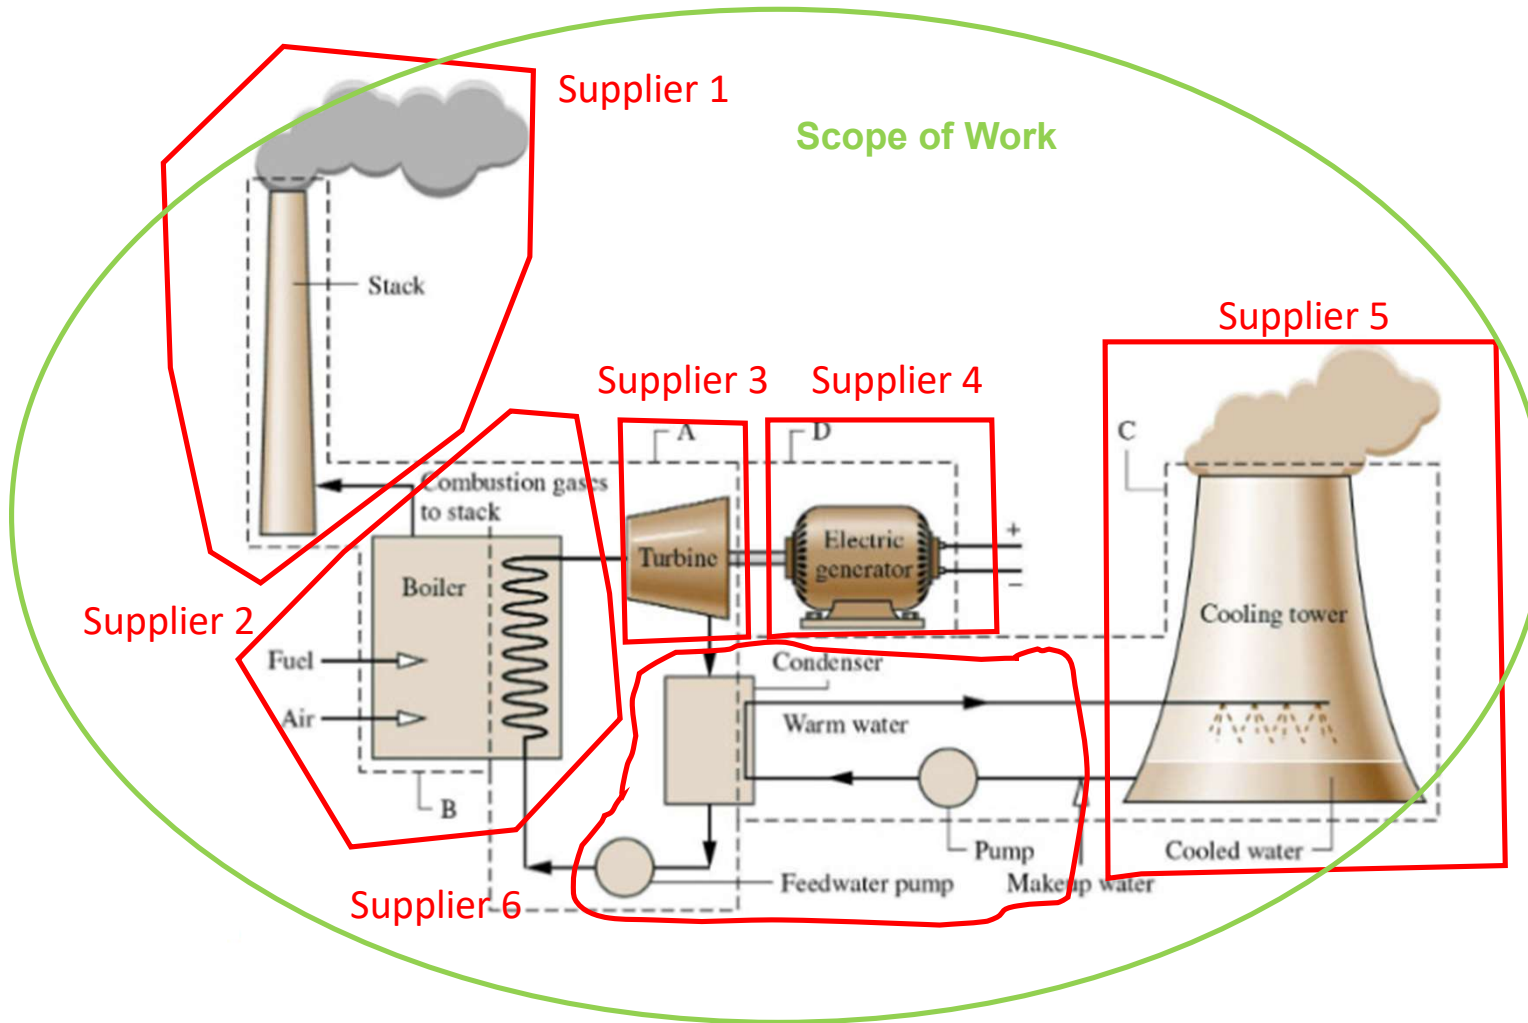 Supplier 1
Scope of Work
Stack
Supplier 5
Supplier 3
Supplier 4
A
D
C
Combustion gases
to stack
+
Electric
generator
Turbine
−
Boiler
Cooling tower
Supplier 2
Fuel
Condenser
Air
Warm water
B
Pump
Cooled water
Feedwater pump
Makeup water
Supplier 6